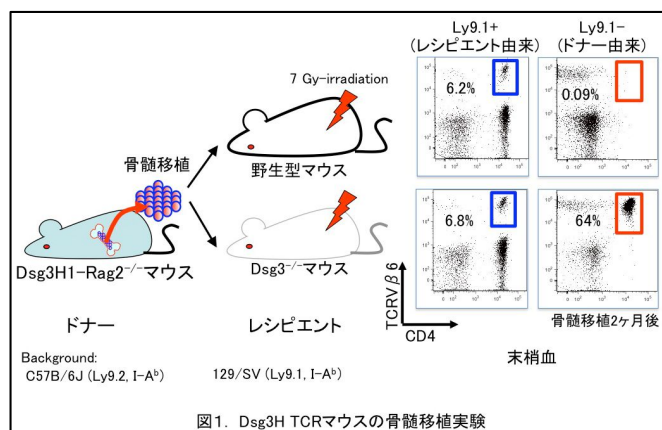 Ly9.1+
(レシピエント由来)
Ly9.1-
(ドナー由来)
7 Gy-irradiation
6.2%
0.09%
骨髄移植
野生型マウス
6.8%
64%
Dsg3H1-Rag2-/-マウス
Dsg3-/-マウス
TCRVβ6
CD4
骨髄移植2ヶ月後
末梢血
ドナー
レシピエント
Background:
C57B/6J (Ly9.2, I-Ab)
129/SV (Ly9.1, I-Ab)
図1. Dsg3H TCRマウスの骨髄移植実験